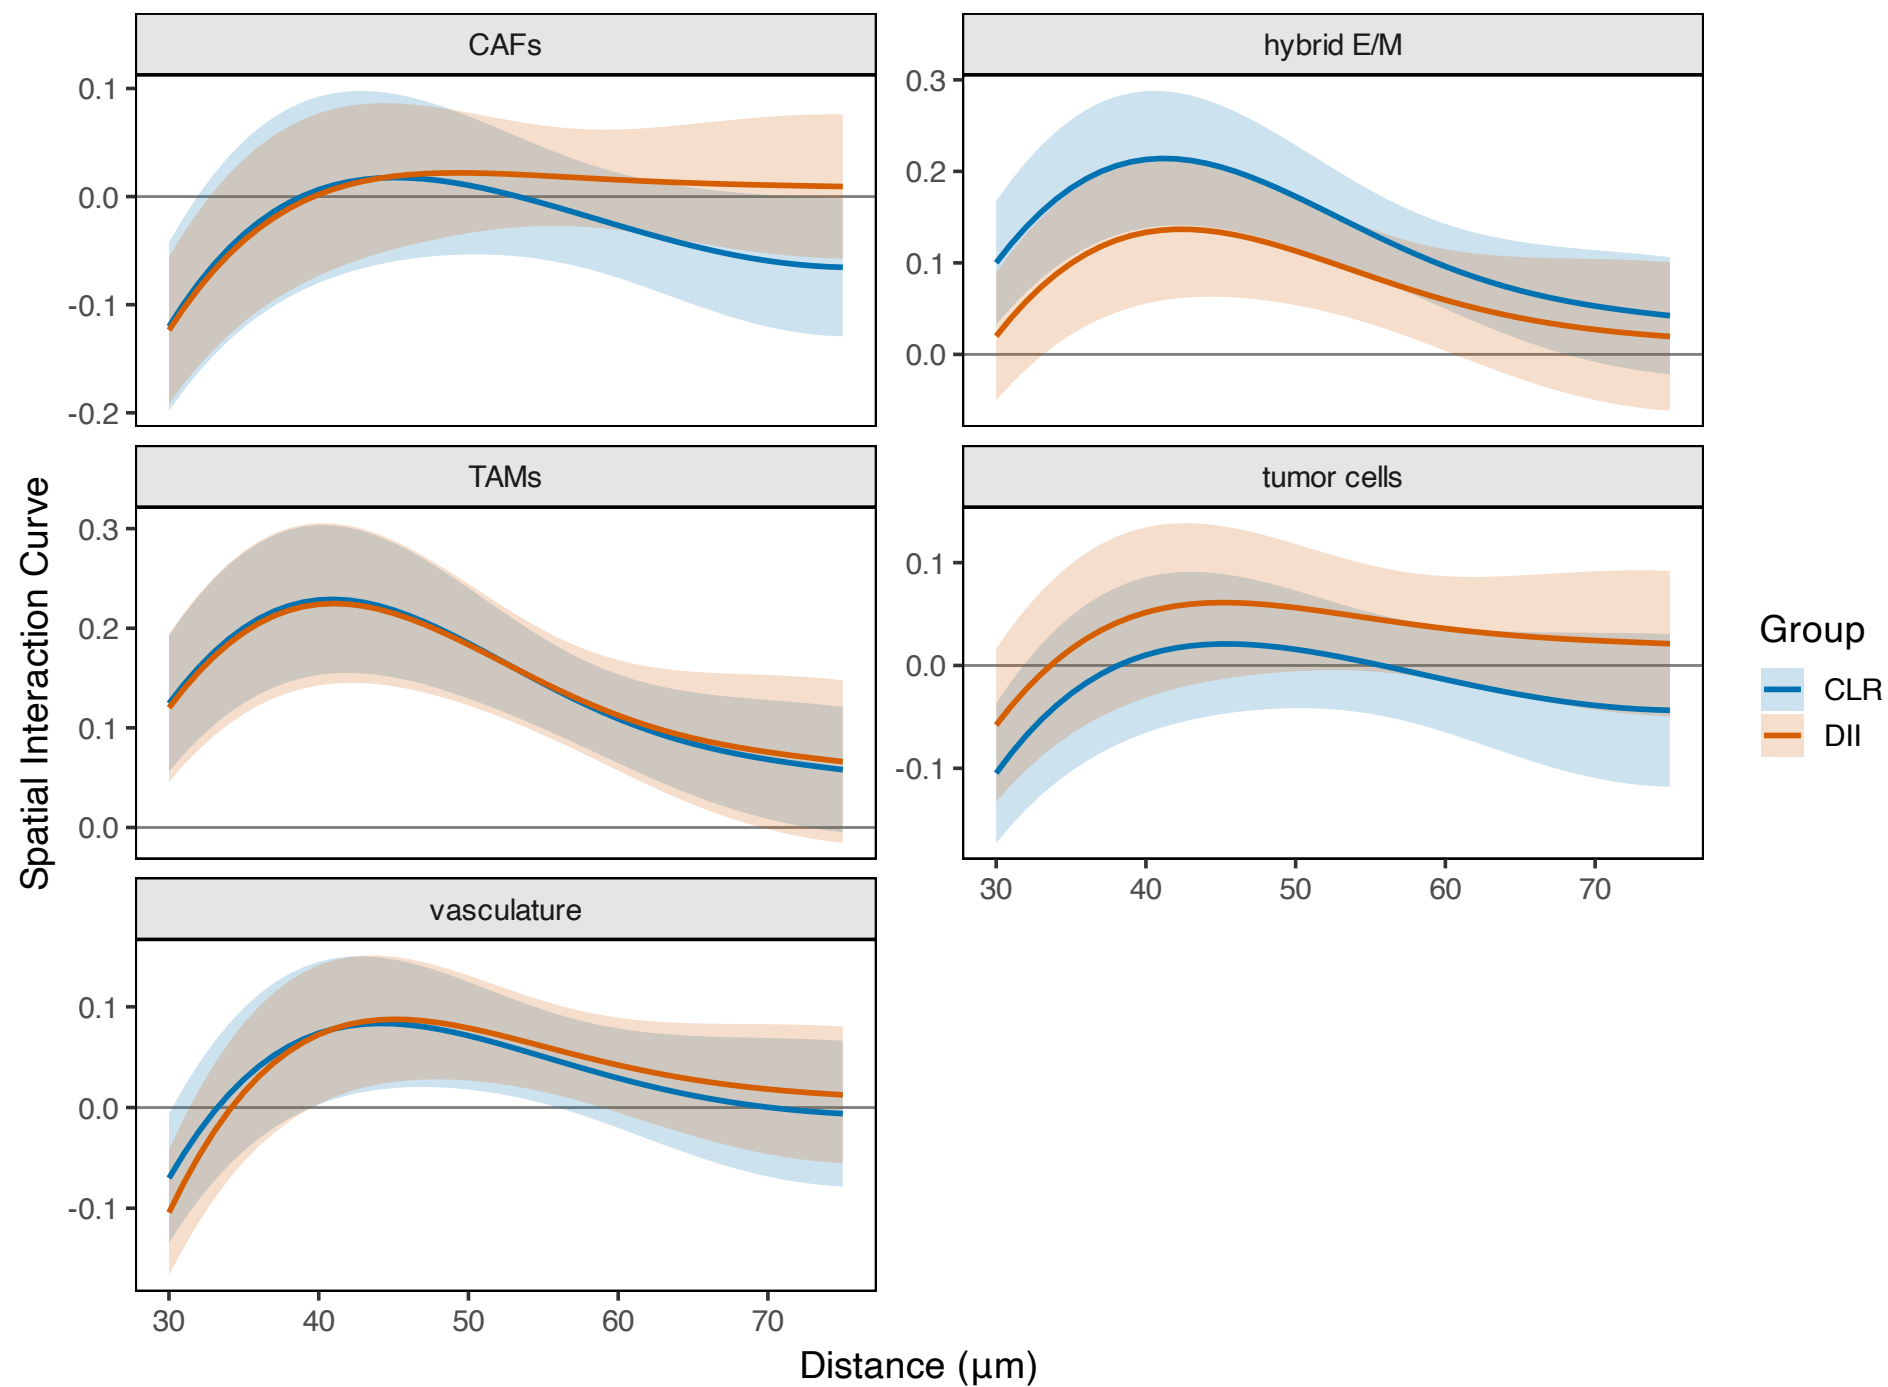 CAFs
hybrid E/M
0.1
0.0
-0.1
-0.2
0.3
0.2
0.1
0.0
TAMs
tumor cells
0.3
0.2
0.1
0.0
0.1
0.0
-0.1
30 40 50 60 70
vasculature
0.1
0.0
-0.1
30 40 50 60 70
Distance (µm)
Spatial Interaction Curve
Group
CLR
DII